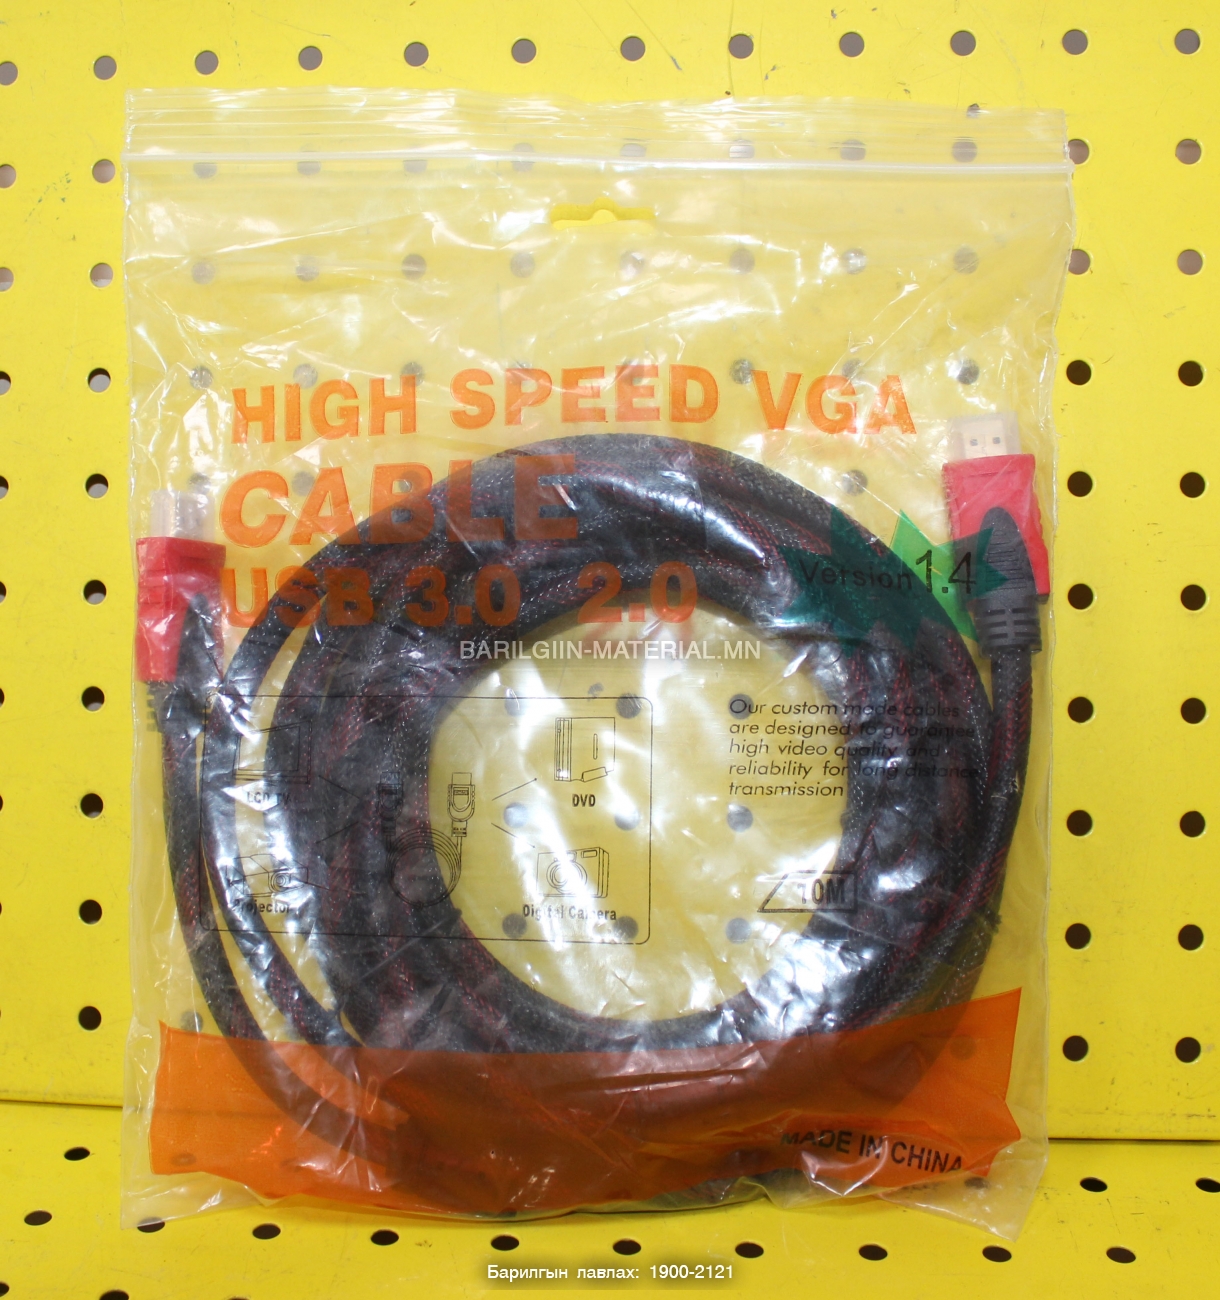 HIGH SPEED VGA
CABLE
USB 3.0 2.0
Version 1.4
BARILGIIN-MATERIAL.MN
Our custom made cables
are designed to guarantee
high video quality and
reliability for long distance
transmission
LCD TV
DVD
Projector
Digital Camera
10M
MADE IN CHINA
Барилгын лавлах: 1900-2121